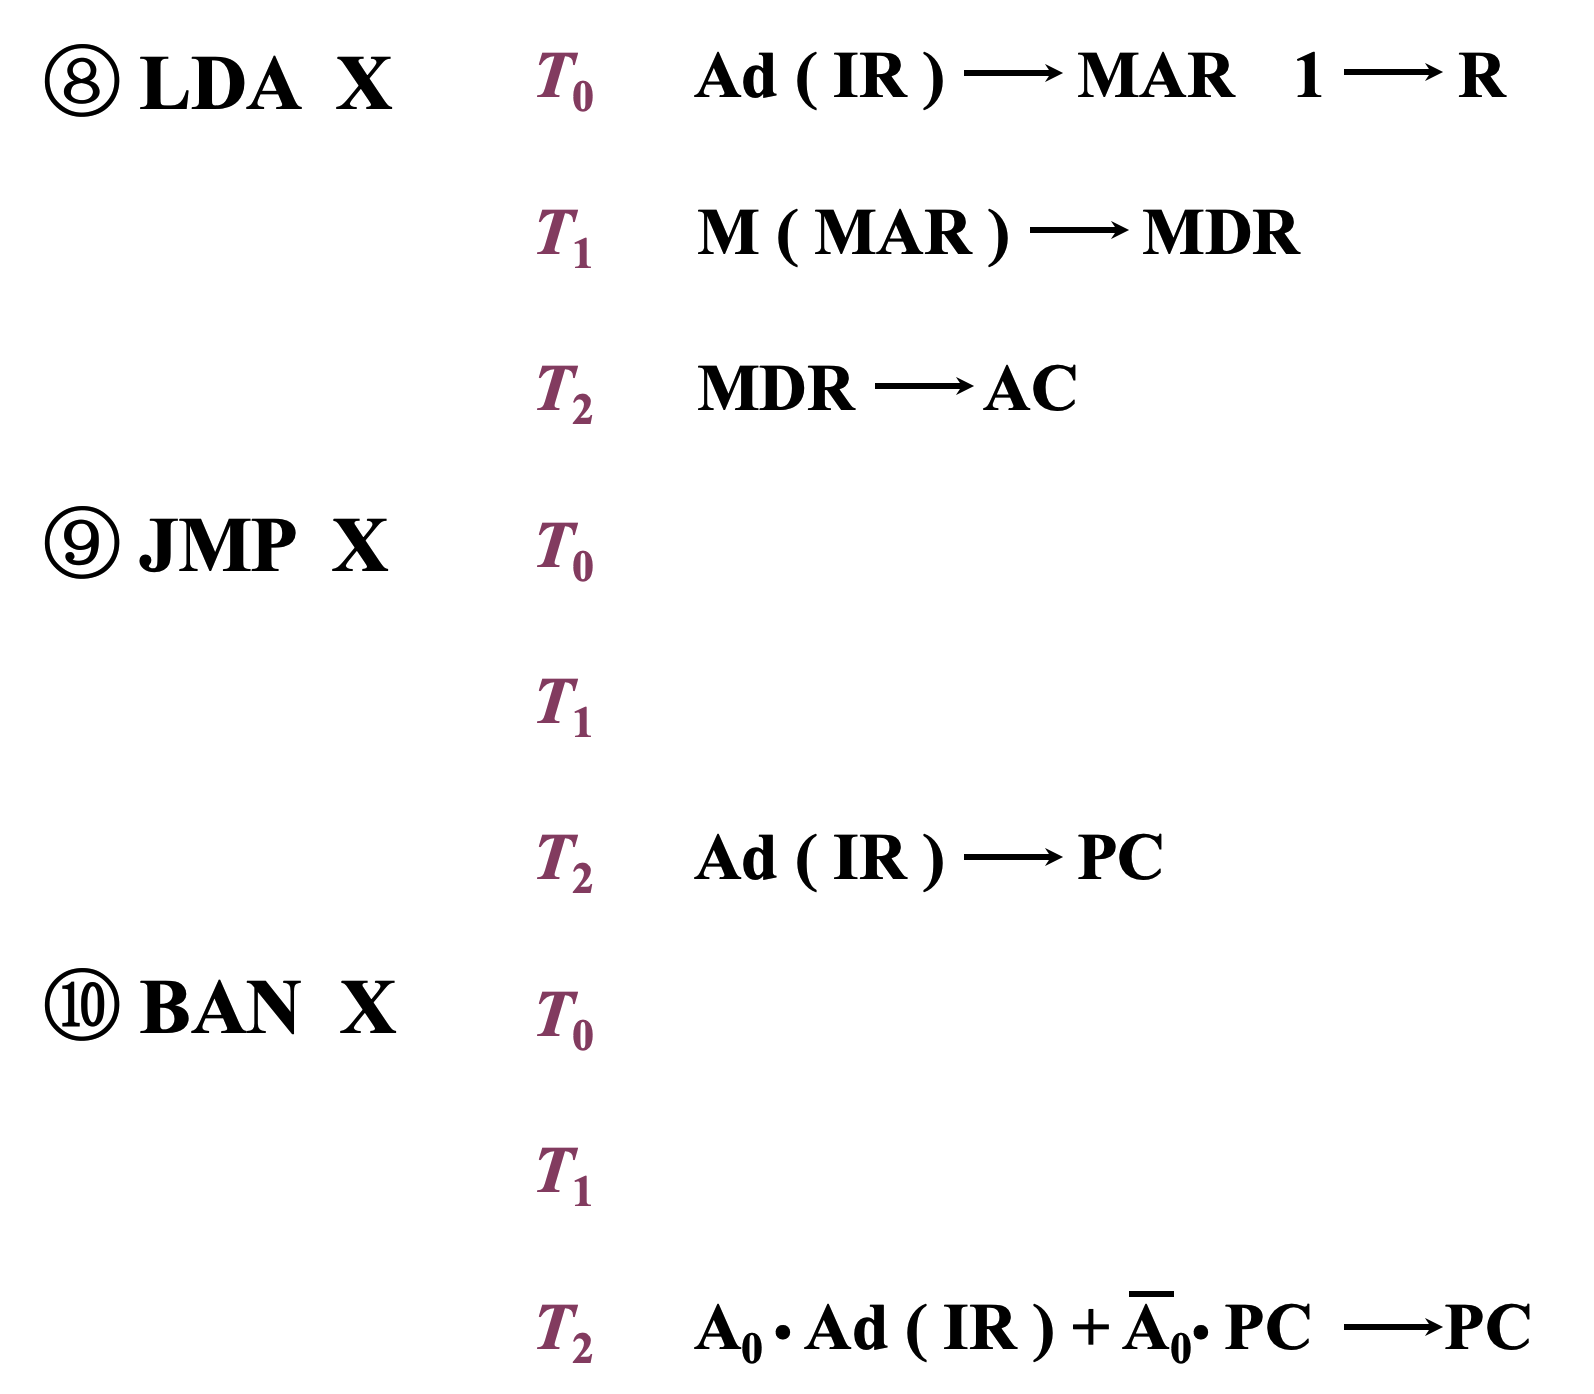 ⑧ LDA X T₀ Ad ( IR ) ⟶ MAR 1 ⟶ R
T₁ M ( MAR ) ⟶ MDR
T₂ MDR ⟶ AC
⑨ JMP X T₀
T₁
T₂ Ad ( IR ) ⟶ PC
⑩ BAN X T₀
T₁
T₂ A₀ • Ad ( IR ) + A̅₀ • PC ⟶ PC